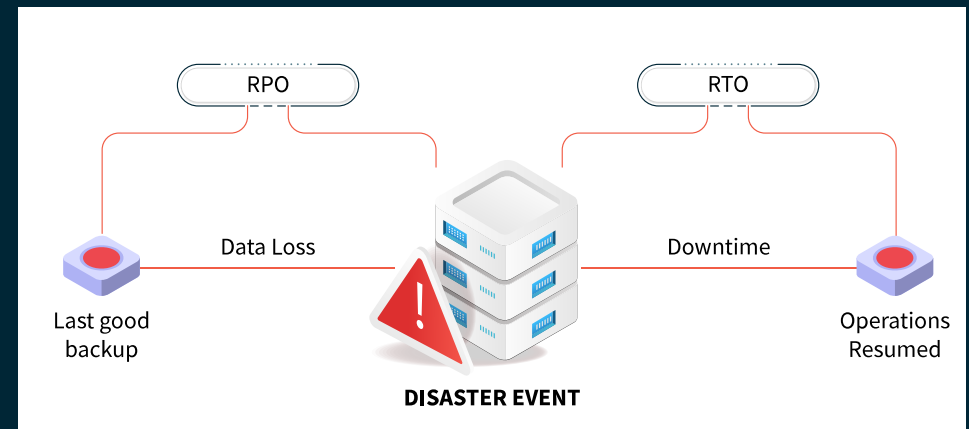 RPO
RTO
Data Loss
Downtime
Last good
backup
Operations
Resumed
!
DISASTER EVENT